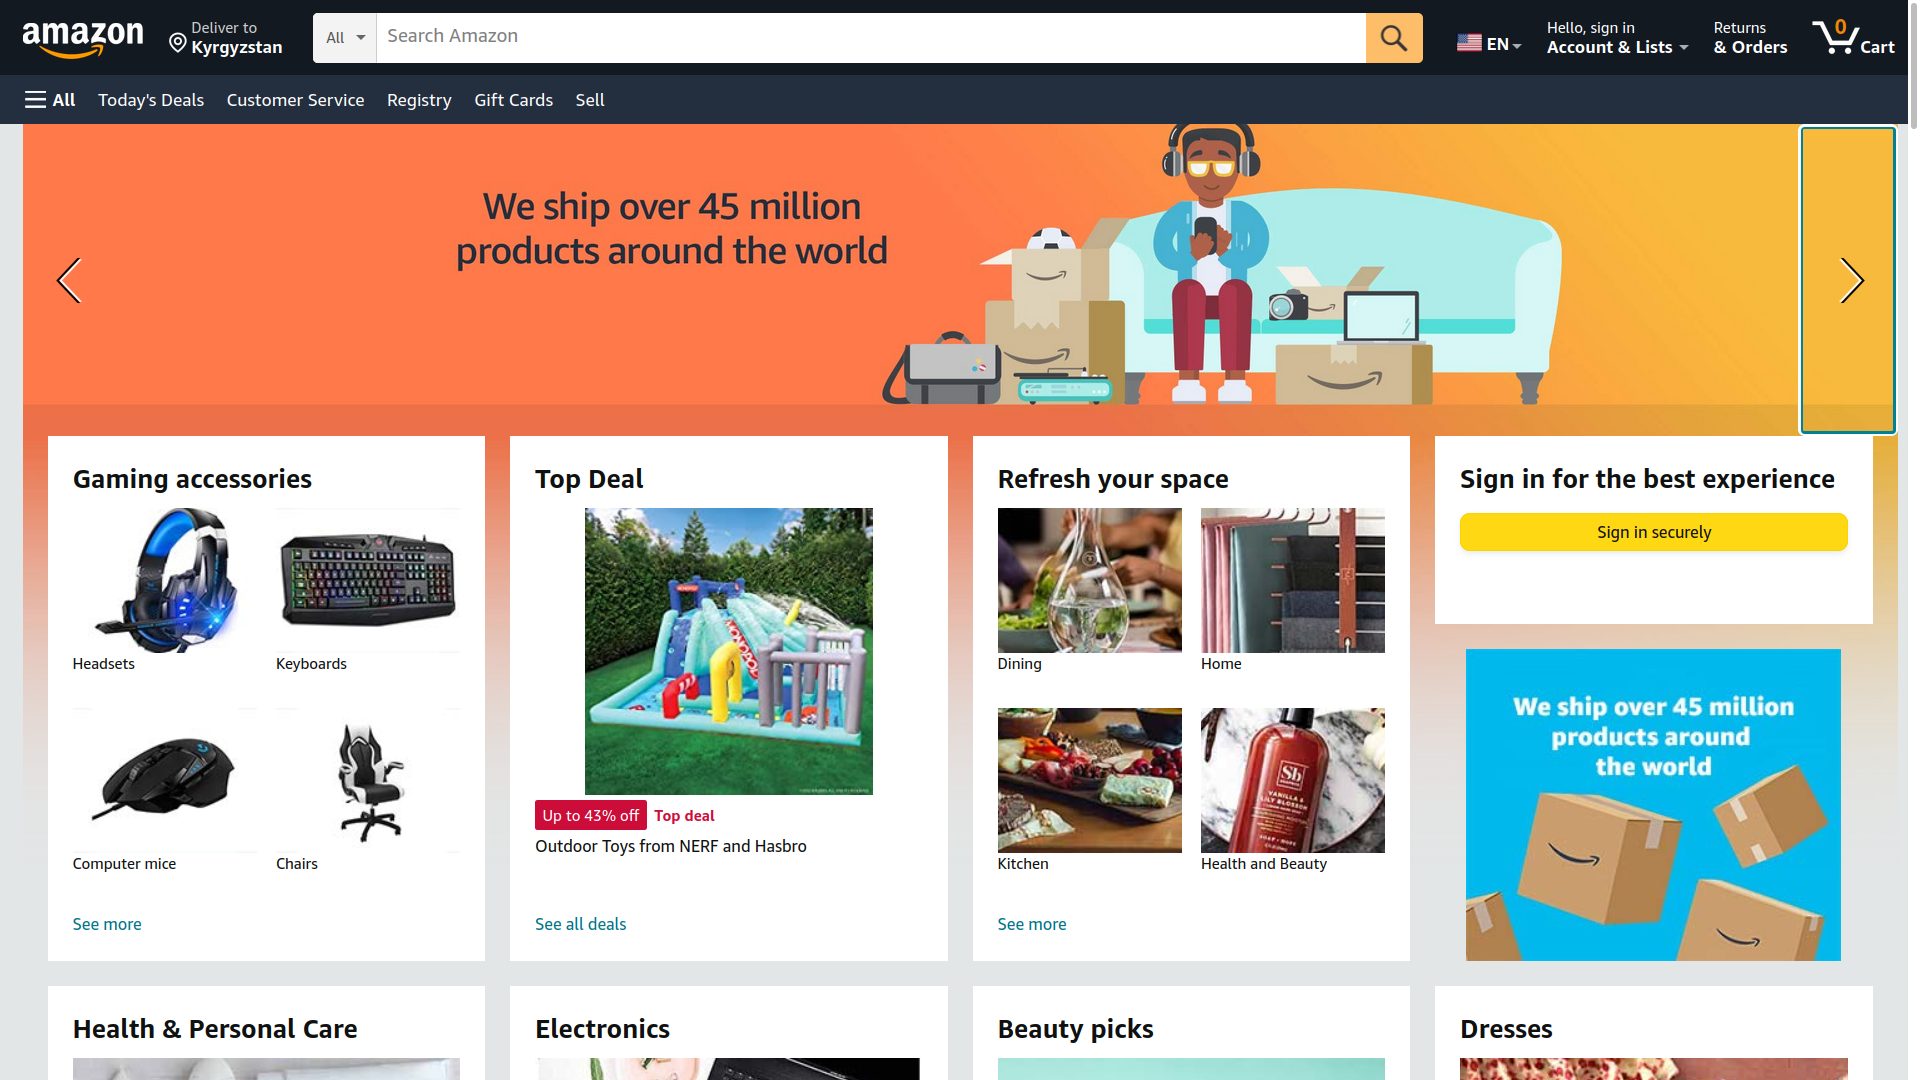 amazon
Deliver to
Kyrgyzstan
All
Search Amazon
EN
Hello, sign in
Account & Lists
Returns
& Orders
0
Cart
All
Today's Deals
Customer Service
Registry
Gift Cards
Sell
We ship over 45 million
products around the world
Gaming accessories
Headsets
Keyboards
Computer mice
Chairs
See more
Top Deal
MONOPOLY
Up to 43% off
Top deal
Outdoor Toys from NERF and Hasbro
See all deals
Refresh your space
Dining
Home
Kitchen
Sb
VANILLA &
LILY BLOSSOM
Health and Beauty
See more
Sign in for the best experience
Sign in securely
We ship over 45 million
products around
the world
Health & Personal Care
Electronics
Beauty picks
Dresses